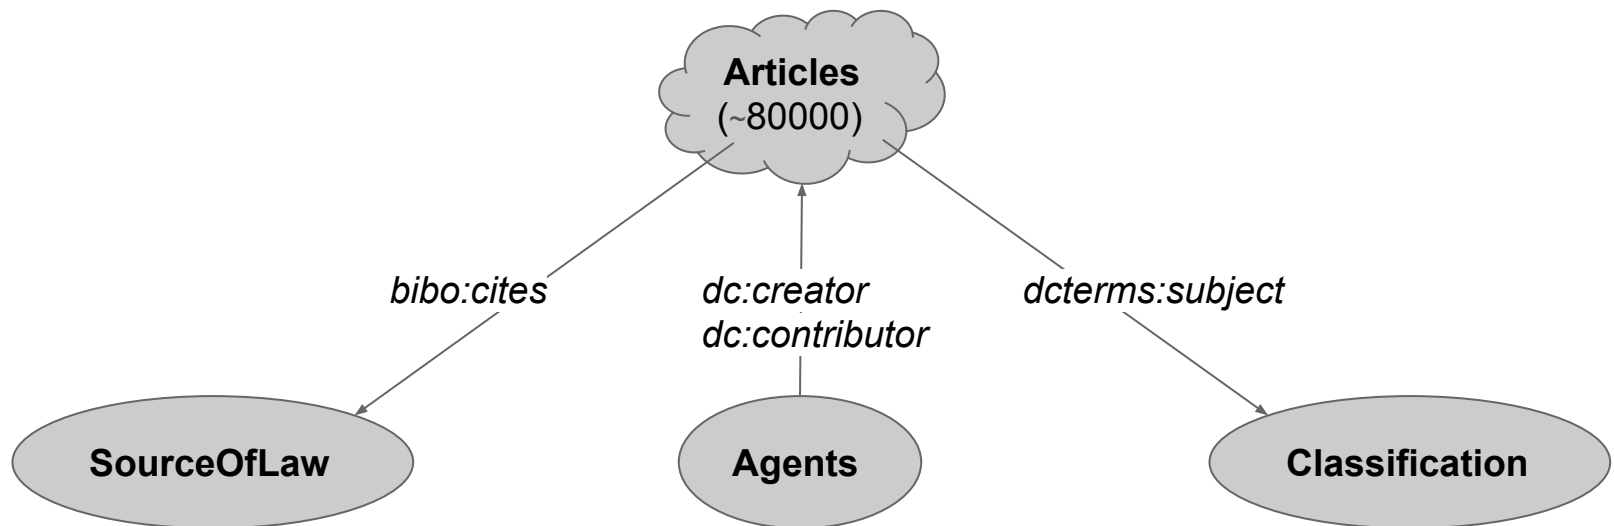 Articles
(~80000)
bibo:cites
dc:creator
dc:contributor
dcterms:subject
SourceOfLaw
Agents
Classification